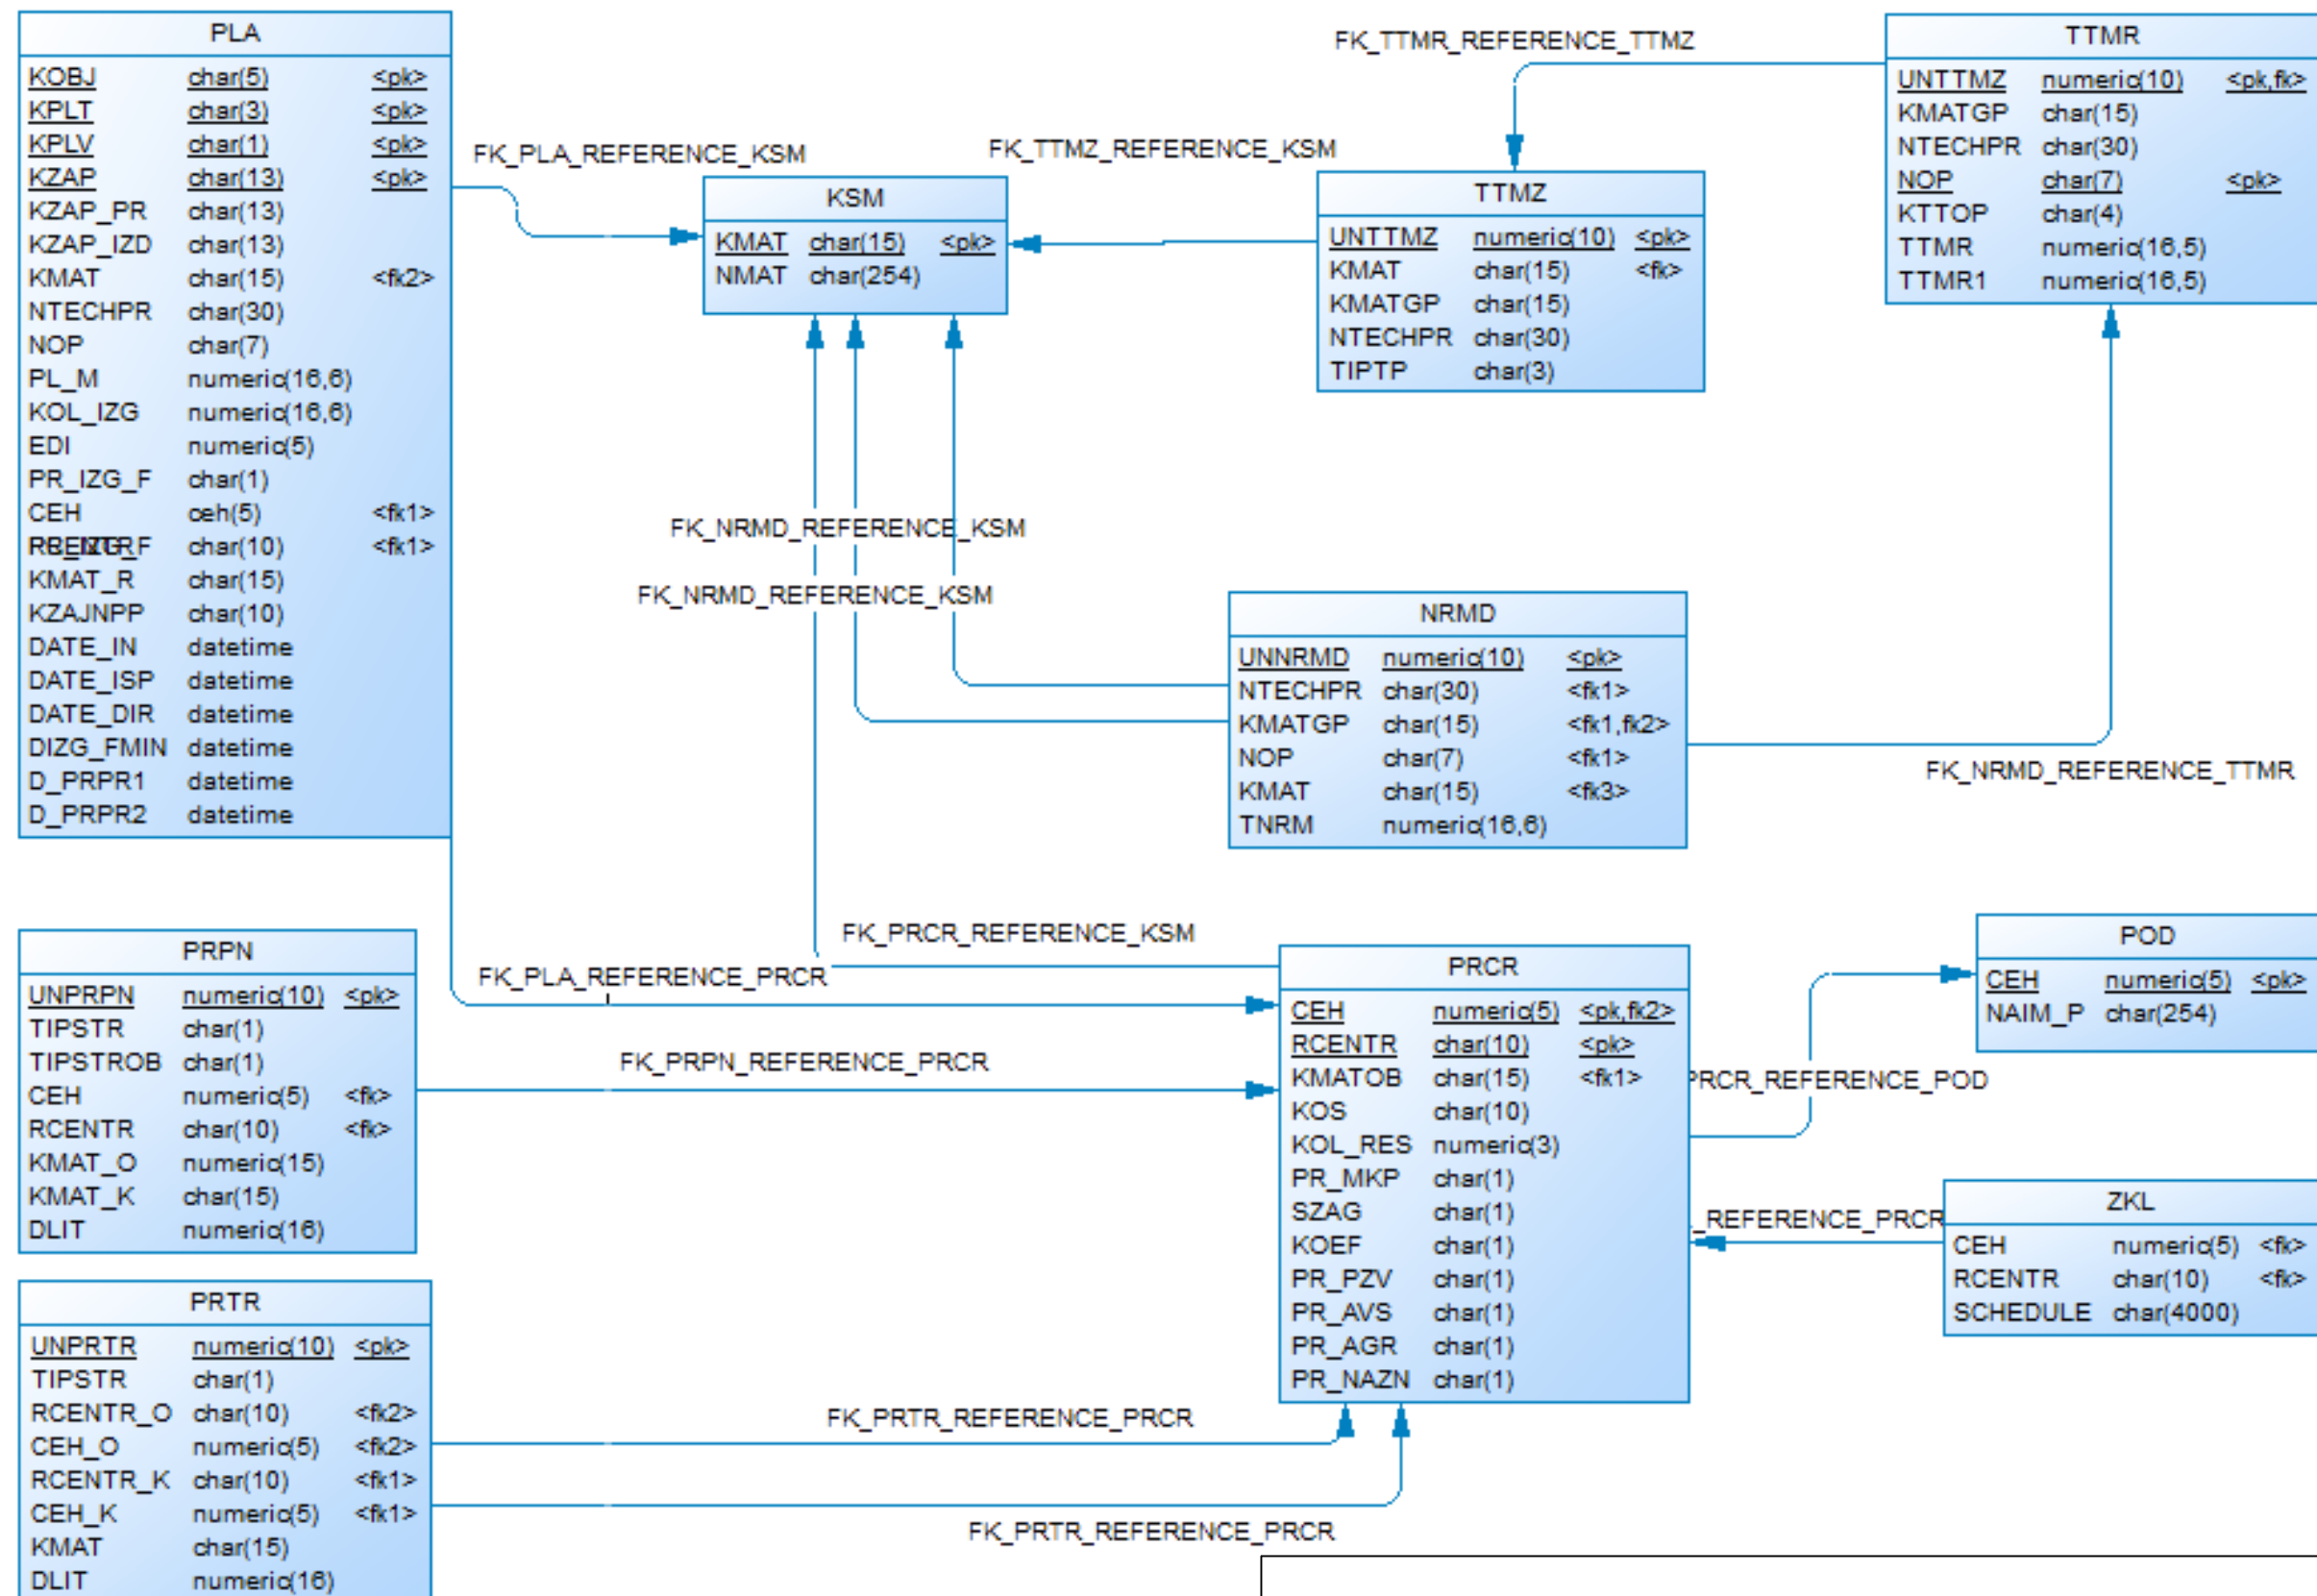 PLA
KOBJ char(5) <pk>
KPLT char(3) <pk>
KPLV char(1) <pk>
KZAP char(13) <pk>
KZAP_PR char(13)
KZAP_IZD char(13)
KMAT char(15) <fk2>
NTECHPR char(30)
NOP char(7)
PL_M numeric(16,6)
KOL_IZG numeric(16,6)
EDI numeric(5)
PR_IZG_F char(1)
CEH ceh(5) <fk1>
char(10) <fk1>
KMAT_R char(15)
KZAJNPP char(10)
DATE_IN datetime
DATE_ISP datetime
DATE_DIR datetime
DIZG_FMIN datetime
D_PRPR1 datetime
D_PRPR2 datetime
FK_PLA_REFERENCE_KSM
KSM
KMAT char(15) <pk>
NMAT char(254)
FK_TTMZ_REFERENCE_KSM
FK_TTMR_REFERENCE_TTMZ
TTMZ
UNTTMZ numeric(10) <pk>
KMAT char(15) <fk>
KMATGP char(15)
NTECHPR char(30)
TIPTP char(3)
TTMR
UNTTMZ numeric(10) <pk,fk>
KMATGP char(15)
NTECHPR char(30)
NOP char(7) <pk>
KTTOP char(4)
TTMR numeric(16,5)
TTMR1 numeric(16,5)
FK_NRMD_REFERENCE_KSM
FK_NRMD_REFERENCE_KSM
NRMD
UNNRMD numeric(10) <pk>
NTECHPR char(30) <fk1>
KMATGP char(15) <fk1,fk2>
NOP char(7) <fk1>
KMAT char(15) <fk3>
TNRM numeric(16,6)
FK_NRMD_REFERENCE_TTMR
PRPN
UNPRPN numeric(10) <pk>
TIPSTR char(1)
TIPSTROB char(1)
CEH numeric(5) <fk>
RCENTR char(10) <fk>
KMAT_O numeric(15)
KMAT_K char(15)
DLIT numeric(16)
FK_PRCR_REFERENCE_KSM
FK_PLA_REFERENCE_PRCR
FK_PRPN_REFERENCE_PRCR
PRCR
CEH numeric(5) <pk,fk2>
RCENTR char(10) <pk>
KMATOB char(15) <fk1>
KOS char(10)
KOL_RES numeric(3)
PR_MKP char(1)
SZAG char(1)
KOEF char(1)
PR_PZV char(1)
PR_AVS char(1)
PR_AGR char(1)
PR_NAZN char(1)
POD
CEH numeric(5) <pk>
NAIM_P char(254)
PRCR_REFERENCE_POD
_REFERENCE_PRCR
ZKL
CEH numeric(5) <fk>
RCENTR char(10) <fk>
SCHEDULE char(4000)
PRTR
UNPRTR numeric(10) <pk>
TIPSTR char(1)
RCENTR_O char(10) <fk2>
CEH_O numeric(5) <fk2>
RCENTR_K char(10) <fk1>
CEH_K numeric(5) <fk1>
KMAT char(15)
DLIT numeric(16)
FK_PRTR_REFERENCE_PRCR
FK_PRTR_REFERENCE_PRCR